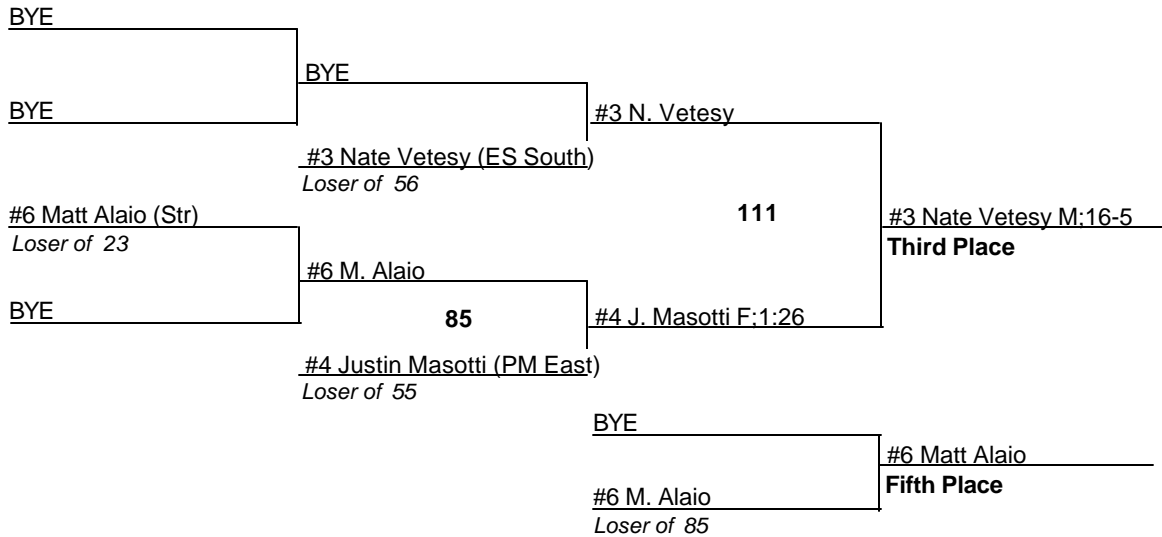 BYE
BYE
BYE
#3 N. Vetesy
#3 Nate Vetesy (ES South)
Loser of 56
#6 Matt Alaio (Str)
Loser of 23
111
#3 Nate Vetesy M;16-5
Third Place
#6 M. Alaio
BYE
85
#4 J. Masotti F;1:26
#4 Justin Masotti (PM East)
Loser of 55
BYE
#6 Matt Alaio
Fifth Place
#6 M. Alaio
Loser of 85